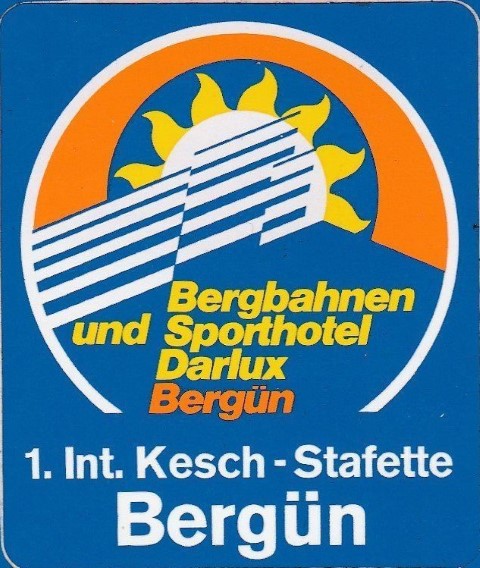 Bergbahnen
und Sporthotel
Darlux
Bergün
1. Int. Kesch - Stafette
Bergün